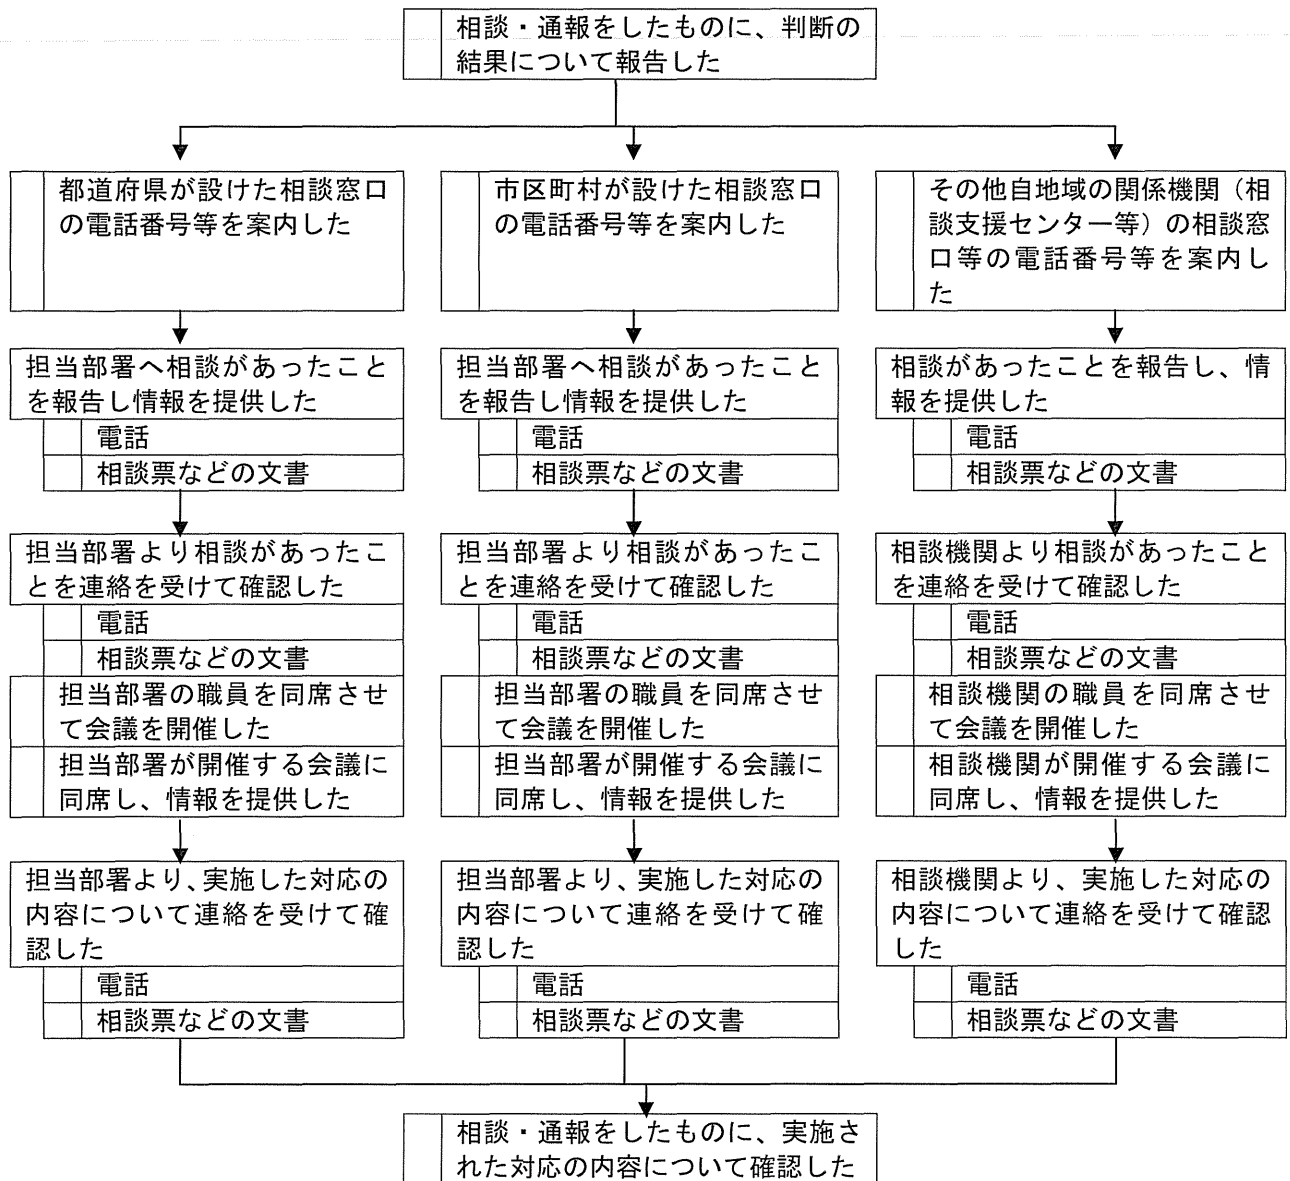 相談・通報をしたものに、判断の
結果について報告した
都道府県が設けた相談窓口
の電話番号等を案内した
市区町村が設けた相談窓口
の電話番号等を案内した
その他自地域の関係機関（相
談支援センター等）の相談窓
口等の電話番号等を案内し
た
担当部署へ相談があったこと
を報告し情報を提供した
電話
相談票などの文書
担当部署へ相談があったこと
を報告し情報を提供した
電話
相談票などの文書
相談があったことを報告し、情
報を提供した
電話
相談票などの文書
担当部署より相談があったこ
とを連絡を受けて確認した
電話
相談票などの文書
担当部署の職員を同席させ
て会議を開催した
担当部署が開催する会議に
同席し、情報を提供した
担当部署より相談があったこ
とを連絡を受けて確認した
電話
相談票などの文書
担当部署の職員を同席させ
て会議を開催した
担当部署が開催する会議に
同席し、情報を提供した
相談機関より相談があったこと
を連絡を受けて確認した
電話
相談票などの文書
相談機関の職員を同席させ
て会議を開催した
相談機関が開催する会議に
同席し、情報を提供した
担当部署より、実施した対応の
内容について連絡を受けて確
認した
電話
相談票などの文書
担当部署より、実施した対応の
内容について連絡を受けて確
認した
電話
相談票などの文書
相談機関より、実施した対応の
内容について連絡を受けて確認
した
電話
相談票などの文書
相談・通報をしたものに、実施さ
れた対応の内容について確認した